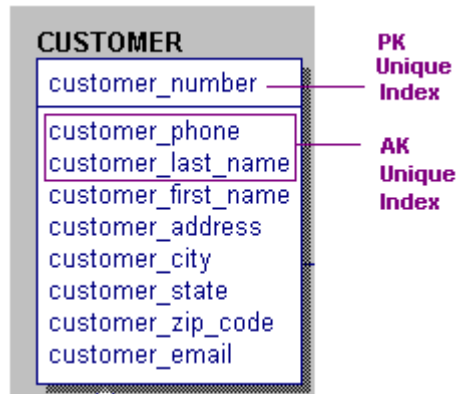 CUSTOMER
customer_number
customer_phone
customer_last_name
customer_first_name
customer_address
customer_city
customer_state
customer_zip_code
customer_email
PK
Unique
Index
AK
Unique
Index